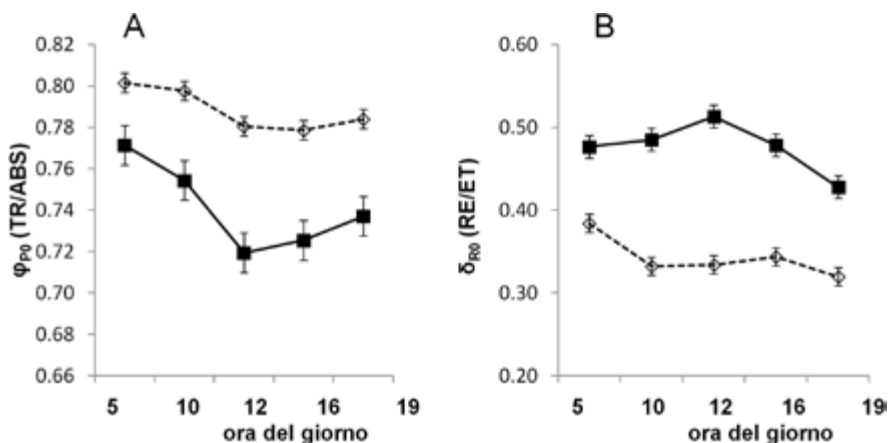 A
0.82
0.80
0.78
0.76
0.74
0.72
0.70
0.68
0.66
φP0 (TR/ABS)
5 10 12 16 19
ora del giorno
B
0.60
0.50
0.40
0.30
0.20
δR0 (RE/ET)
5 10 12 16 19
ora del giorno